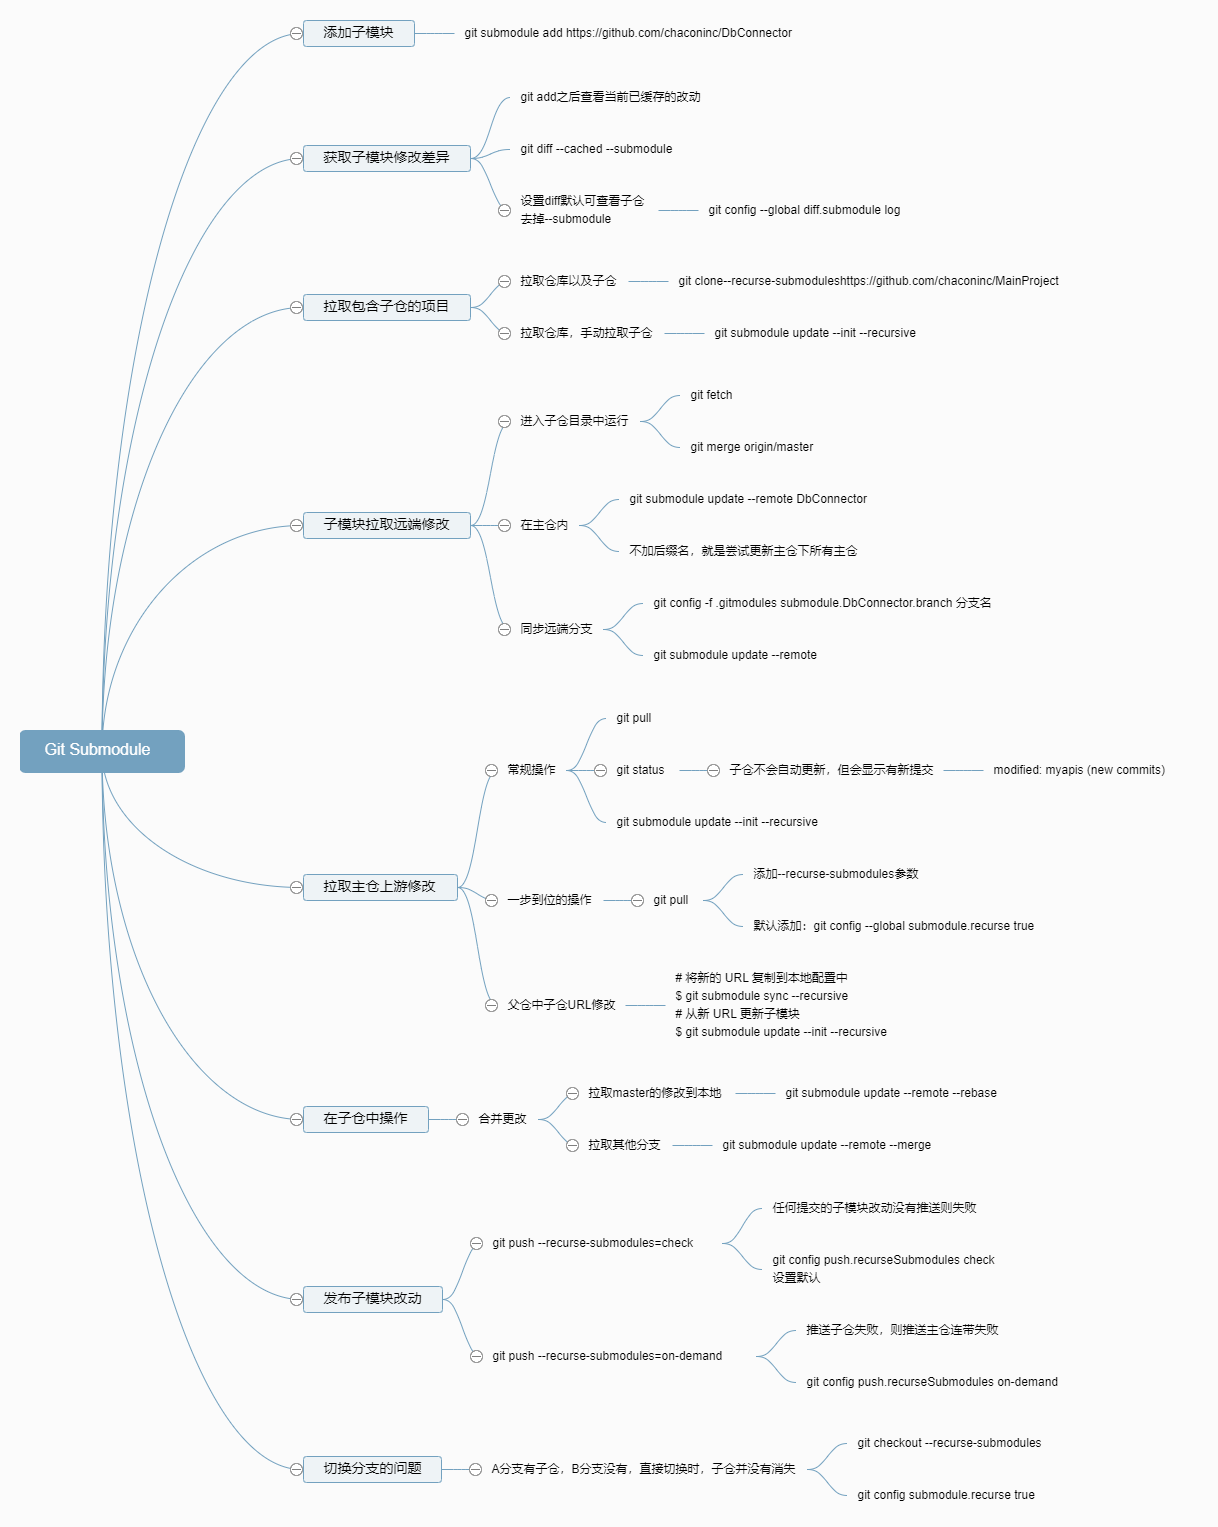 添加子模块
git submodule add https://github.com/chaconinc/DbConnector
获取子模块修改差异
git add之后查看当前已缓存的改动
git diff --cached --submodule
设置diff默认可查看子仓
去掉--submodule
git config --global diff.submodule log
拉取包含子仓的项目
拉取仓库以及子仓
git clone--recurse-submoduleshttps://github.com/chaconinc/MainProject
拉取仓库，手动拉取子仓
git submodule update --init --recursive
子模块拉取远端修改
进入子仓目录中运行
git fetch
git merge origin/master
在主仓内
git submodule update --remote DbConnector
不加后缀名，就是尝试更新主仓下所有主仓
同步远端分支
git config -f .gitmodules submodule.DbConnector.branch 分支名
git submodule update --remote
Git Submodule
拉取主仓上游修改
常规操作
git pull
git status
子仓不会自动更新，但会显示有新提交
modified: myapis (new commits)
git submodule update --init --recursive
一步到位的操作
git pull
添加--recurse-submodules参数
默认添加：git config --global submodule.recurse true
父仓中子仓URL修改
# 将新的 URL 复制到本地配置中
$ git submodule sync --recursive
# 从新 URL 更新子模块
$ git submodule update --init --recursive
在子仓中操作
合并更改
拉取master的修改到本地
git submodule update --remote --rebase
拉取其他分支
git submodule update --remote --merge
发布子模块改动
git push --recurse-submodules=check
任何提交的子模块改动没有推送则失败
git config push.recurseSubmodules check
设置默认
git push --recurse-submodules=on-demand
推送子仓失败，则推送主仓连带失败
git config push.recurseSubmodules on-demand
切换分支的问题
A分支有子仓，B分支没有，直接切换时，子仓并没有消失
git checkout --recurse-submodules
git config submodule.recurse true